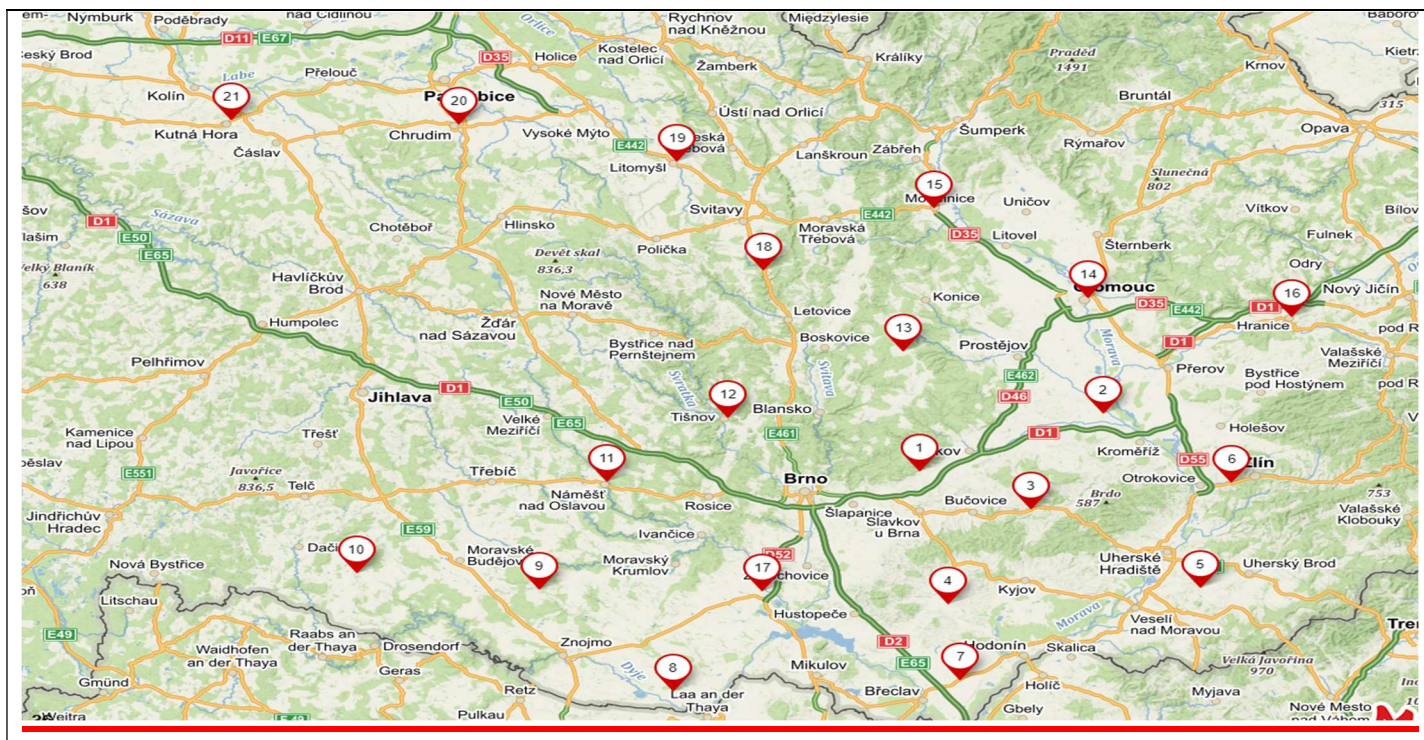 Nymburk
Poděbrady
nad Cidlinou
Orlice
Rychnov
nad Kněžnou
Międzylesie
D11
E67
Český Brod
Přelouč
Labe
Kolín
D35
Holice
Kostelec
nad Orlicí
Žamberk
Králíky
Praděd
1491
Krnov
21
20
Kutná Hora
Chrudim
Vysoké Mýto
Ústí nad Orlicí
Bruntál
315
Opava
Čáslav
19
E442
Litomyšl
Lanškroun
Zábřeh
Šumperk
Rýmařov
Slunečná
802
15
D1
Sázava
E50
E65
Chotěboř
Hlinsko
Svitavy
E442
Uničov
Vítkov
Fulnek
Velký Blaník
638
Havlíčkův
Brod
Devět skal
836,3
Polička
18
Moravská
Třebová
D35
Litovel
Šternberk
Odry
Nový Jičín
14
Olomouc
16
Humpolec
Nové Město
na Moravě
Letovice
Konice
D35
E442
D1
Hranice
Žďár
nad Sázavou
Bystřice nad
Pernštejnem
Boskovice
13
Prostějov
Morava
D1
Valašské
Meziříčí
Pelhřimov
Jihlava
D1
Svratka
Svitava
E462
D46
Přerov
Bystřice
pod Hostýnem
12
2
E50
Velké
Meziříčí
E65
Tišnov
Blansko
E461
Kamenice
nad Lipou
Třešť
1
D1
Kroměříž
Holešov
11
6
Zlín
E551
Javořice
836,5
Telč
Třebíč
Náměšť
nad Oslavou
Brno
Rosice
Šlapanice
Bučovice
3
Brdo
587
D55
Otrokovice
753
Valašské
Klobouky
Jindřichův
Hradec
E59
Ivančice
Slavkov
u Brna
Nová Bystřice
10
Moravské
Budějovice
9
Moravský
Krumlov
D52
17
4
Kyjov
Uherské
Hradiště
5
Uherský Brod
Litschau
Hustopeče
Morava
Veselí
nad Moravou
E49
Waidhofen
an der Thaya
Raabs an
der Thaya
Drosendorf
Geras
Znojmo
Dyje
8
Mikulov
D2
E65
7
Hodonín
Skalica
Velká Javořina
970
Gmünd
Retz
Laa an der
Thaya
Břeclav
Holíč
Myjava
Pulkau
Gbely
Nové Mesto
nad Váhom